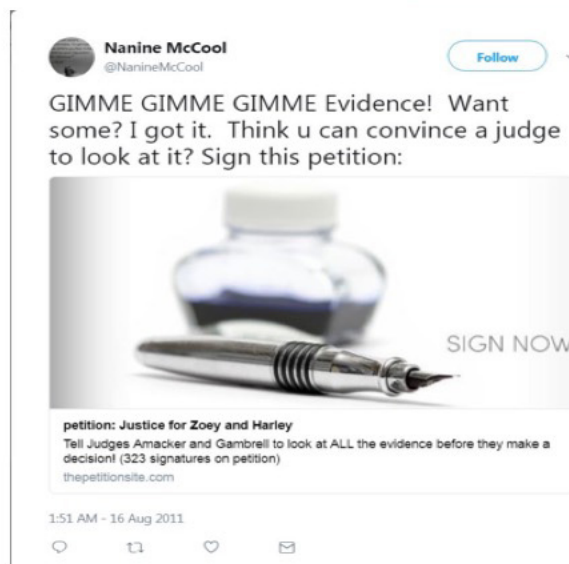 Nanine McCool
@NanineMcCool
Follow
GIMME GIMME GIMME Evidence! Want
some? I got it. Think u can convince a judge
to look at it? Sign this petition:
SIGN NOW
petition: Justice for Zoey and Harley
Tell Judges Amacker and Gambrell to look at ALL the evidence before they make a
decision! (323 signatures on petition)
thepetitionsite.com
1:51 AM - 16 Aug 2011